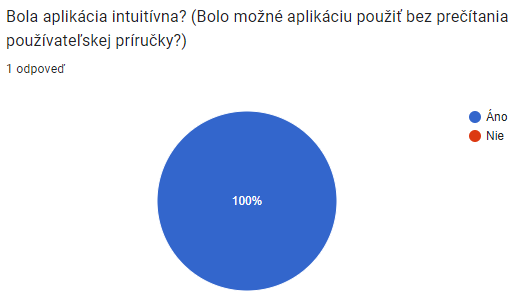 Bola aplikácia intuitívna? (Bolo možné aplikáciu použiť bez prečítania
používateľskej príručky?)
1 odpoveď
Áno
Nie
100%